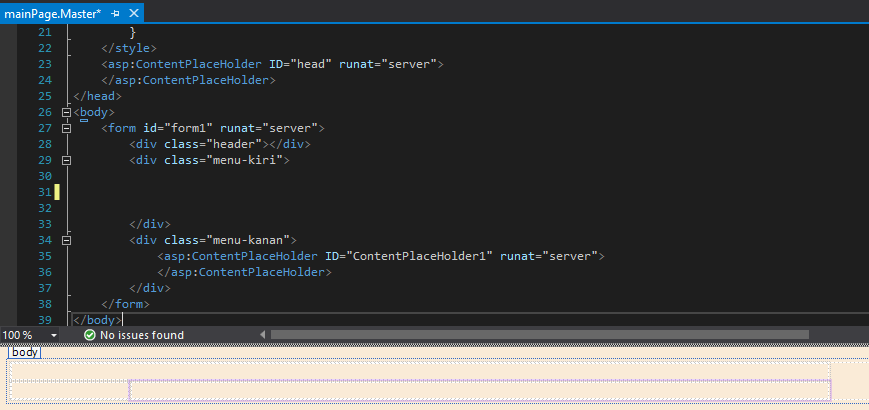 mainPage.Master*
21 }
22 </style>
23 <asp:ContentPlaceHolder ID="head" runat="server">
24 </asp:ContentPlaceHolder>
25 </head>
26 <body>
27 <form id="form1" runat="server">
28 <div class="header"></div>
29 <div class="menu-kiri">
30
31
32
33 </div>
34 <div class="menu-kanan">
35 <asp:ContentPlaceHolder ID="ContentPlaceHolder1" runat="server">
36 </asp:ContentPlaceHolder>
37 </div>
38 </form>
39 </body>
100 % No issues found
body